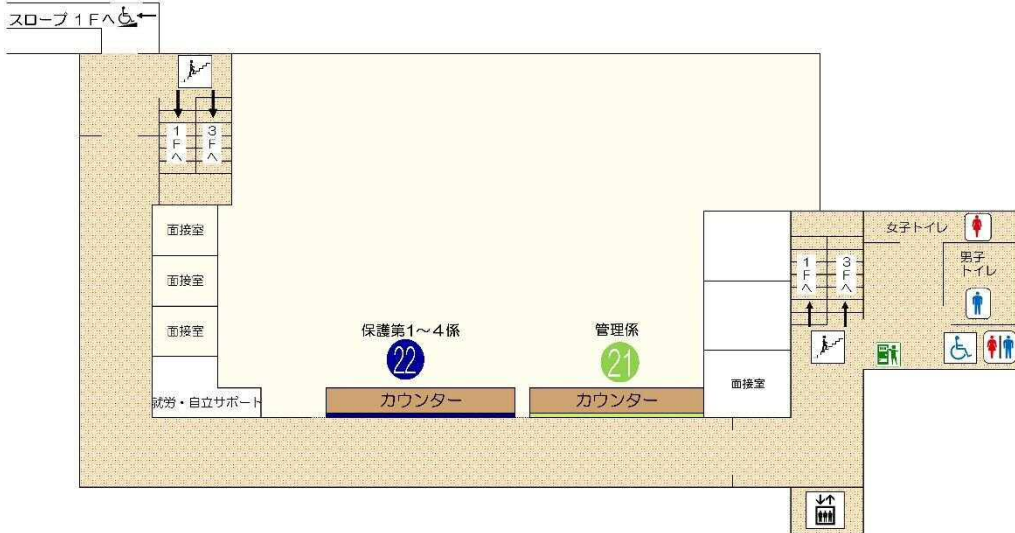 スロープ 1Fへ
1Fへ
3Fへ
面接室
面接室
面接室
就労・自立サポート
保護第1～4係
22
カウンター
管理係
21
カウンター
面接室
1Fへ
3Fへ
女子トイレ
男子
トイレ